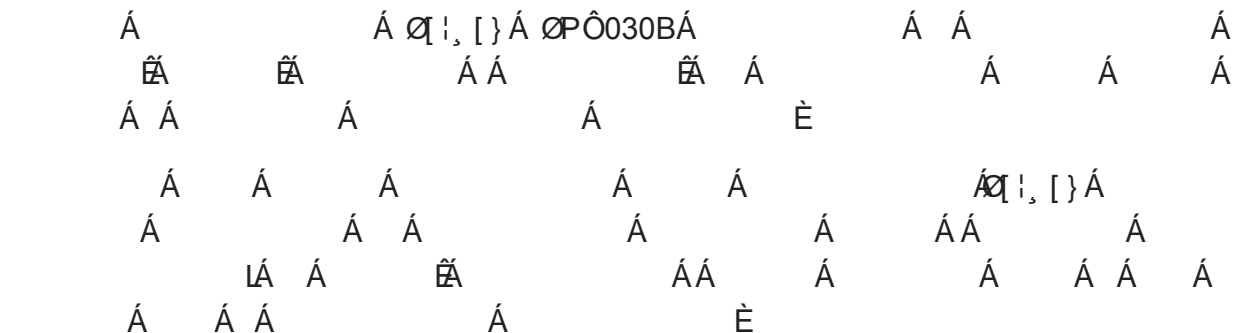 Á Á Ø[¦¸[}Á ØPÔ030BÁ Á Á Á
ÊÁ ÊÁ Á Á ÊÁ Á Á Á Á
Á Á Á Á È
Á Á Á Á Á ÁØ[¦¸[}Á
Á Á Á Á Á Á Á Á
LÁ Á ÊÁ Á Á Á Á Á Á Á
Á Á Á Á È